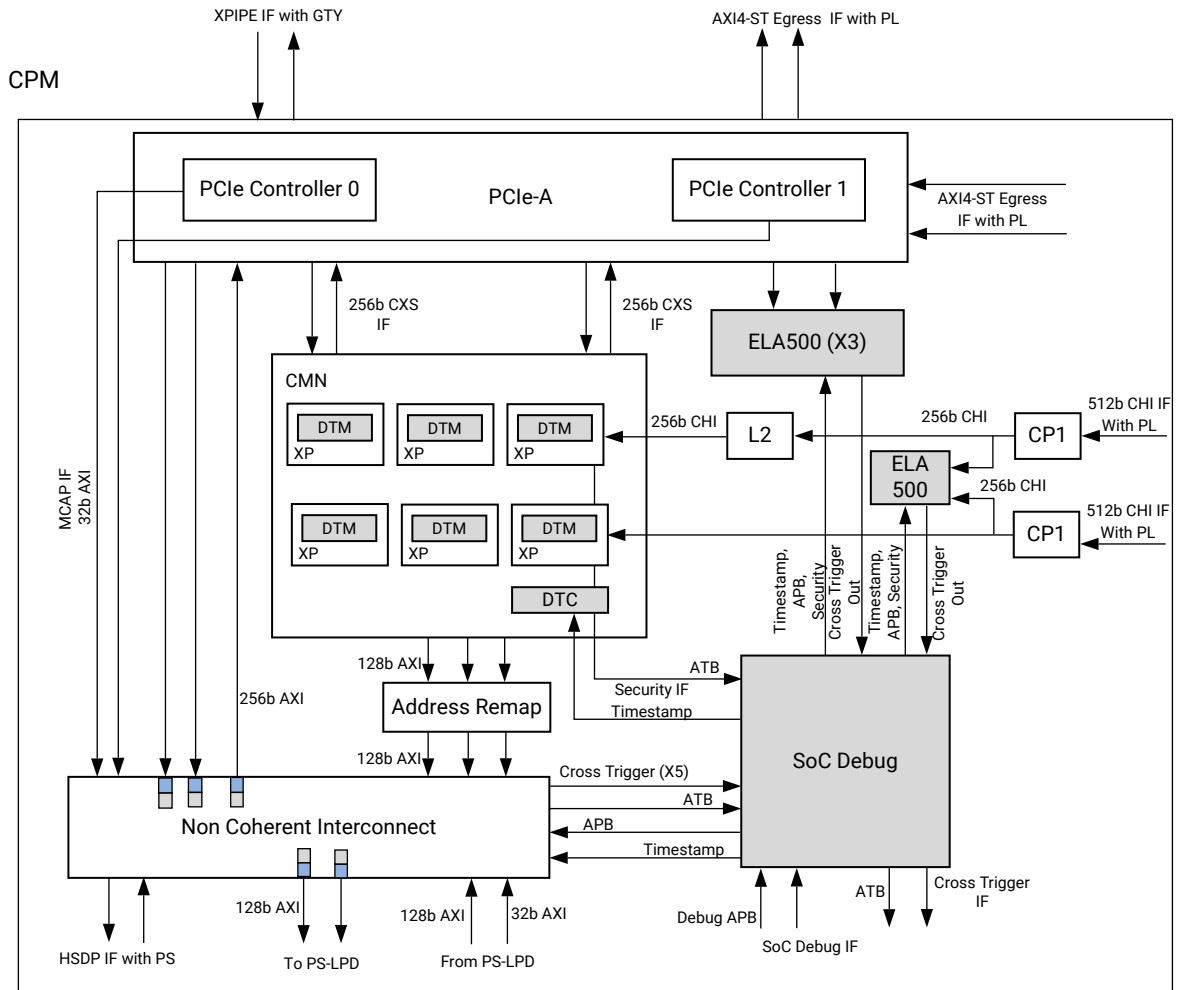 XPIPE IF with GTY
AXI4-ST Egress  IF with PL
CPM
PCIe Controller 0
PCIe-A
PCIe Controller 1
AXI4-ST Egress
IF with PL
256b CXS
IF
256b CXS
IF
ELA500 (X3)
CMN
DTM
XP
DTM
XP
DTM
XP
256b CHI
L2
256b CHI
CP1
512b CHI IF
With PL
ELA
500
256b CHI
MCAP IF
32b AXI
DTM
XP
DTM
XP
DTM
XP
CP1
512b CHI IF
With PL
DTC
Timestamp,
APB,
Security
Cross Trigger
Out
Timestamp,
APB, Security
Cross Trigger
Out
128b AXI
ATB
Security IF
Timestamp
256b AXI
Address Remap
128b AXI
SoC Debug
Cross Trigger (X5)
ATB
APB
Timestamp
Non Coherent Interconnect
128b AXI
128b AXI
32b AXI
Debug APB
ATB
Cross Trigger
IF
SoC Debug IF
HSDP IF with PS
To PS-LPD
From PS-LPD